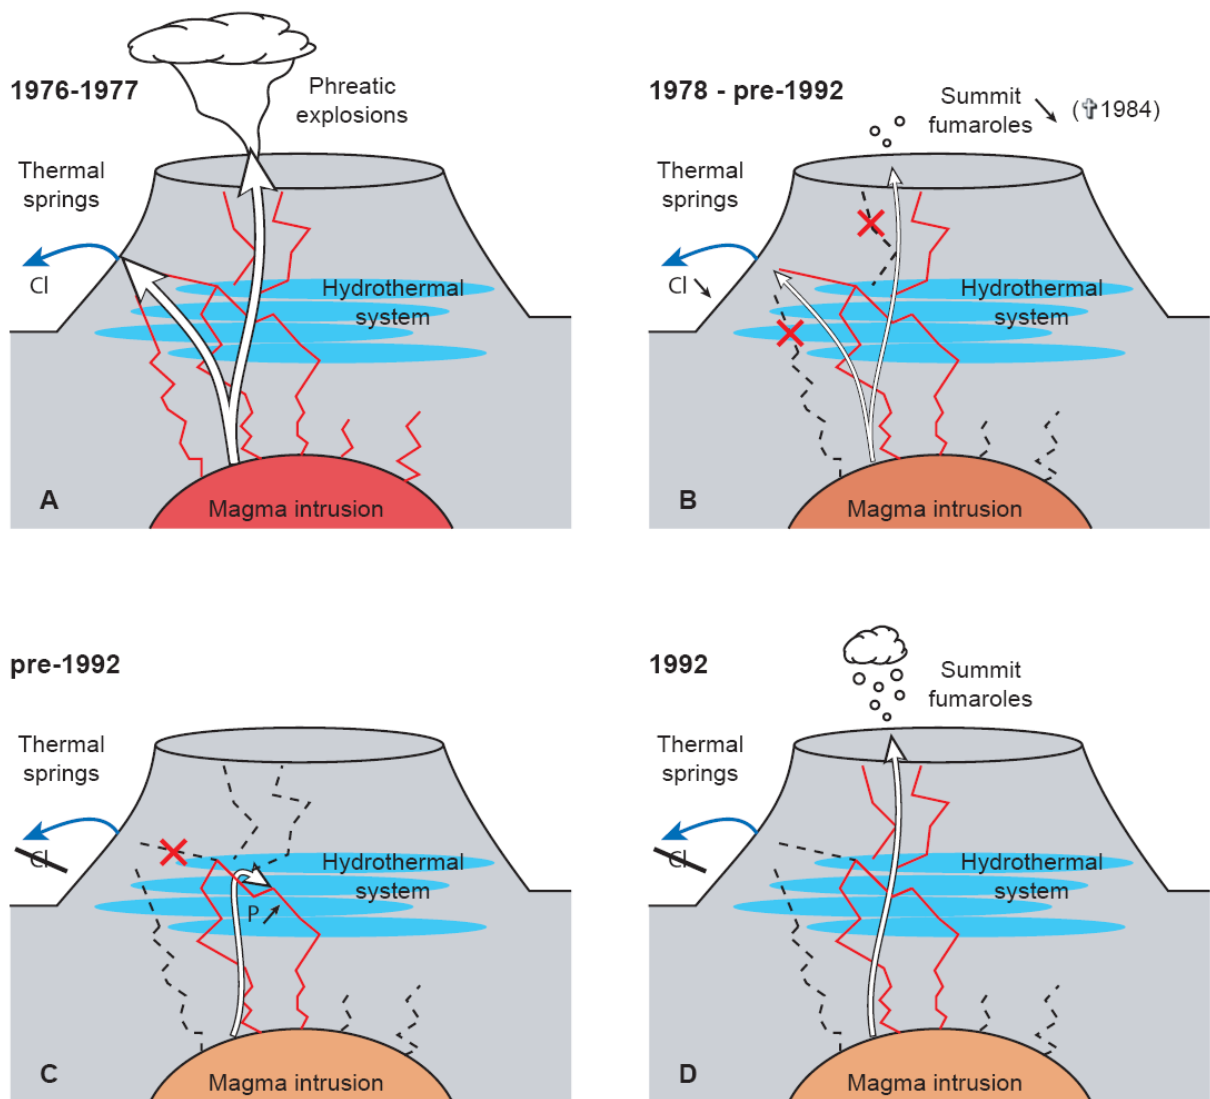 1976-1977
Phreatic
explosions
Thermal
springs
Cl
Hydrothermal
system
Magma intrusion
A
1978 - pre-1992
Summit
fumaroles ↘ (✝1984)
Thermal
springs
Cl ↘
Hydrothermal
system
Magma intrusion
B
pre-1992
Thermal
springs
Cl
Hydrothermal
system
P ↗
Magma intrusion
C
1992
Summit
fumaroles
Thermal
springs
Cl
Hydrothermal
system
Magma intrusion
D